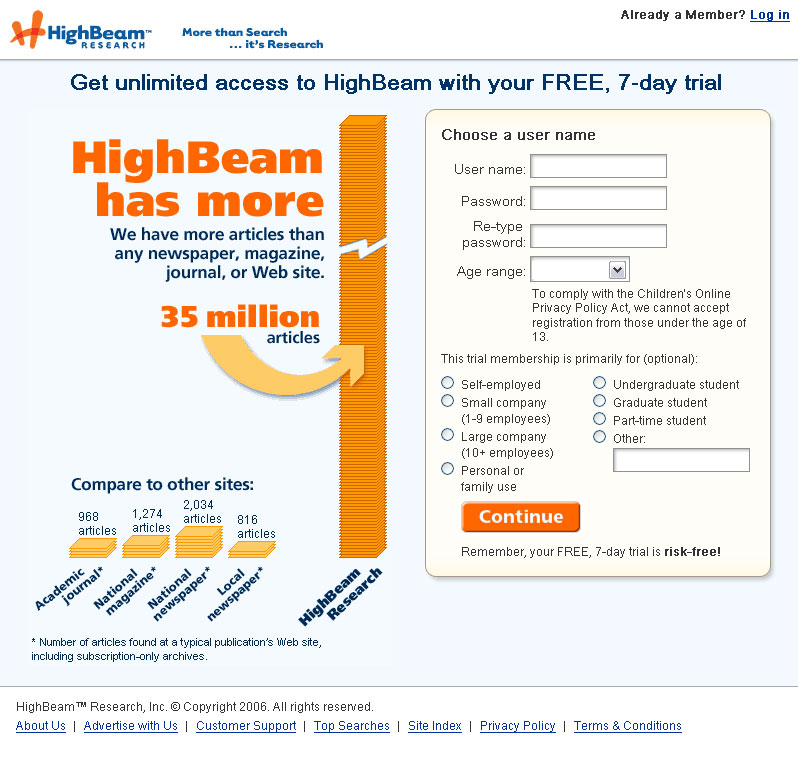 HighBeam™
RESEARCH
More than Search
... it's Research
Already a Member? Log in
Get unlimited access to HighBeam with your FREE, 7-day trial
HighBeam
has more
We have more articles than
any newspaper, magazine,
journal, or Web site.
35 million
articles
Compare to other sites:
968
articles
1,274
articles
2,034
articles
816
articles
Academic
journal*
National
magazine*
National
newspaper*
Local
newspaper*
HighBeam
Research
* Number of articles found at a typical publication's Web site,
including subscription-only archives.
Choose a user name
User name:
Password:
Re-type
password:
Age range:
To comply with the Children's Online
Privacy Policy Act, we cannot accept
registration from those under the age of
13.
This trial membership is primarily for (optional):
Self-employed
Small company
(1-9 employees)
Large company
(10+ employees)
Personal or
family use
Undergraduate student
Graduate student
Part-time student
Other:
Continue
Remember, your FREE, 7-day trial is risk-free!
HighBeam™ Research, Inc. © Copyright 2006. All rights reserved.
About Us | Advertise with Us | Customer Support | Top Searches | Site Index | Privacy Policy | Terms & Conditions